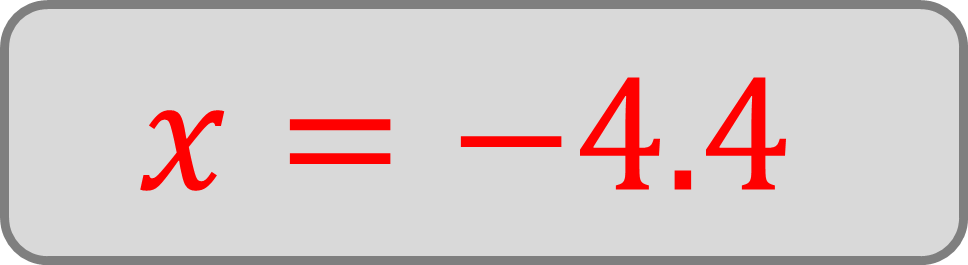 x = −4.4